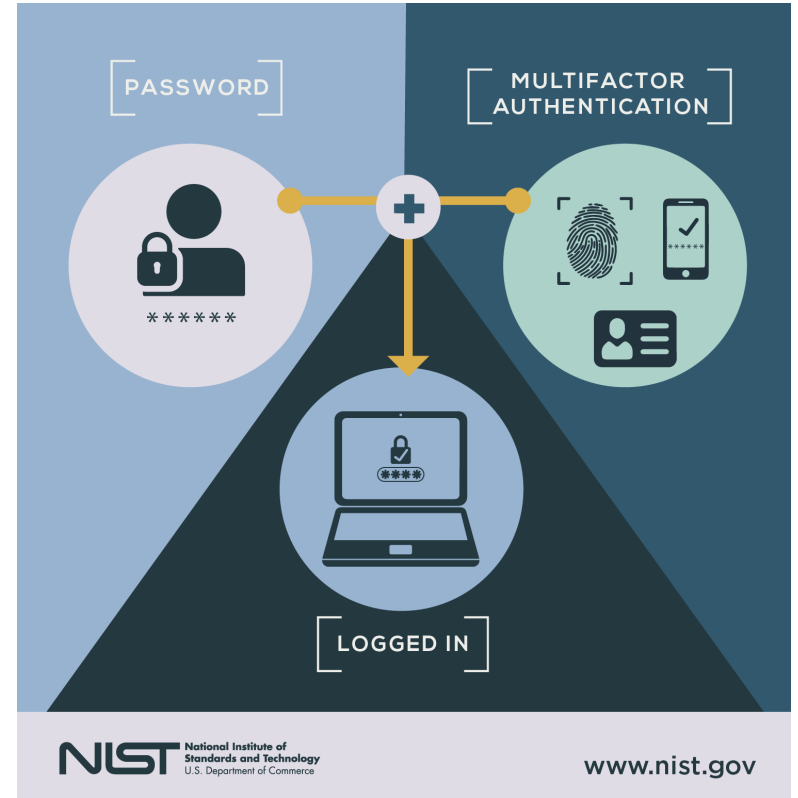 PASSWORD
MULTIFACTOR
AUTHENTICATION
******
******
****
LOGGED IN
NIST
National Institute of
Standards and Technology
U.S. Department of Commerce
www.nist.gov